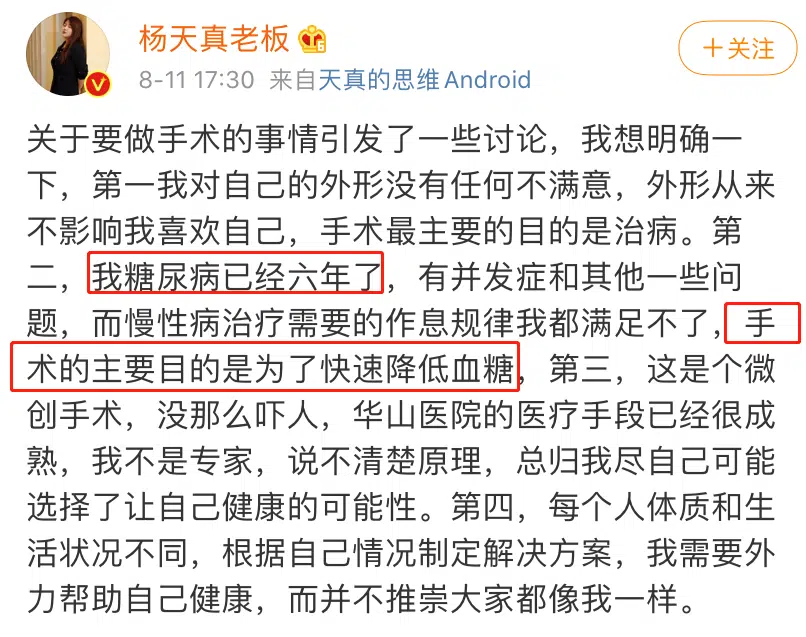 杨天真老板
8-11 17:30 来自天真的思维Android
＋关注
关于要做手术的事情引发了一些讨论，我想明确一
下，第一我对自己的外形没有任何不满意，外形从来
不影响我喜欢自己，手术最主要的目的是治病。第
二，我糖尿病已经六年了，有并发症和其他一些问
题，而慢性病治疗需要的作息规律我都满足不了，手
术的主要目的是为了快速降低血糖，第三，这是个微
创手术，没那么吓人，华山医院的医疗手段已经很成
熟，我不是专家，说不清楚原理，总归我尽自己可能
选择了让自己健康的可能性。第四，每个人体质和生
活状况不同，根据自己情况制定解决方案，我需要外
力帮助自己健康，而并不推崇大家都像我一样。